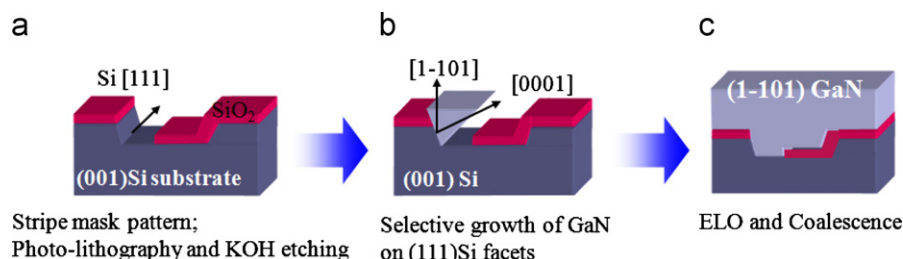 a
Si [111]
SiO₂
(001)Si substrate
Stripe mask pattern;
Photo-lithography and KOH etching
b
[1-101]
[0001]
(001) Si
Selective growth of GaN
on (111)Si facets
c
(1-101) GaN
ELO and Coalescence